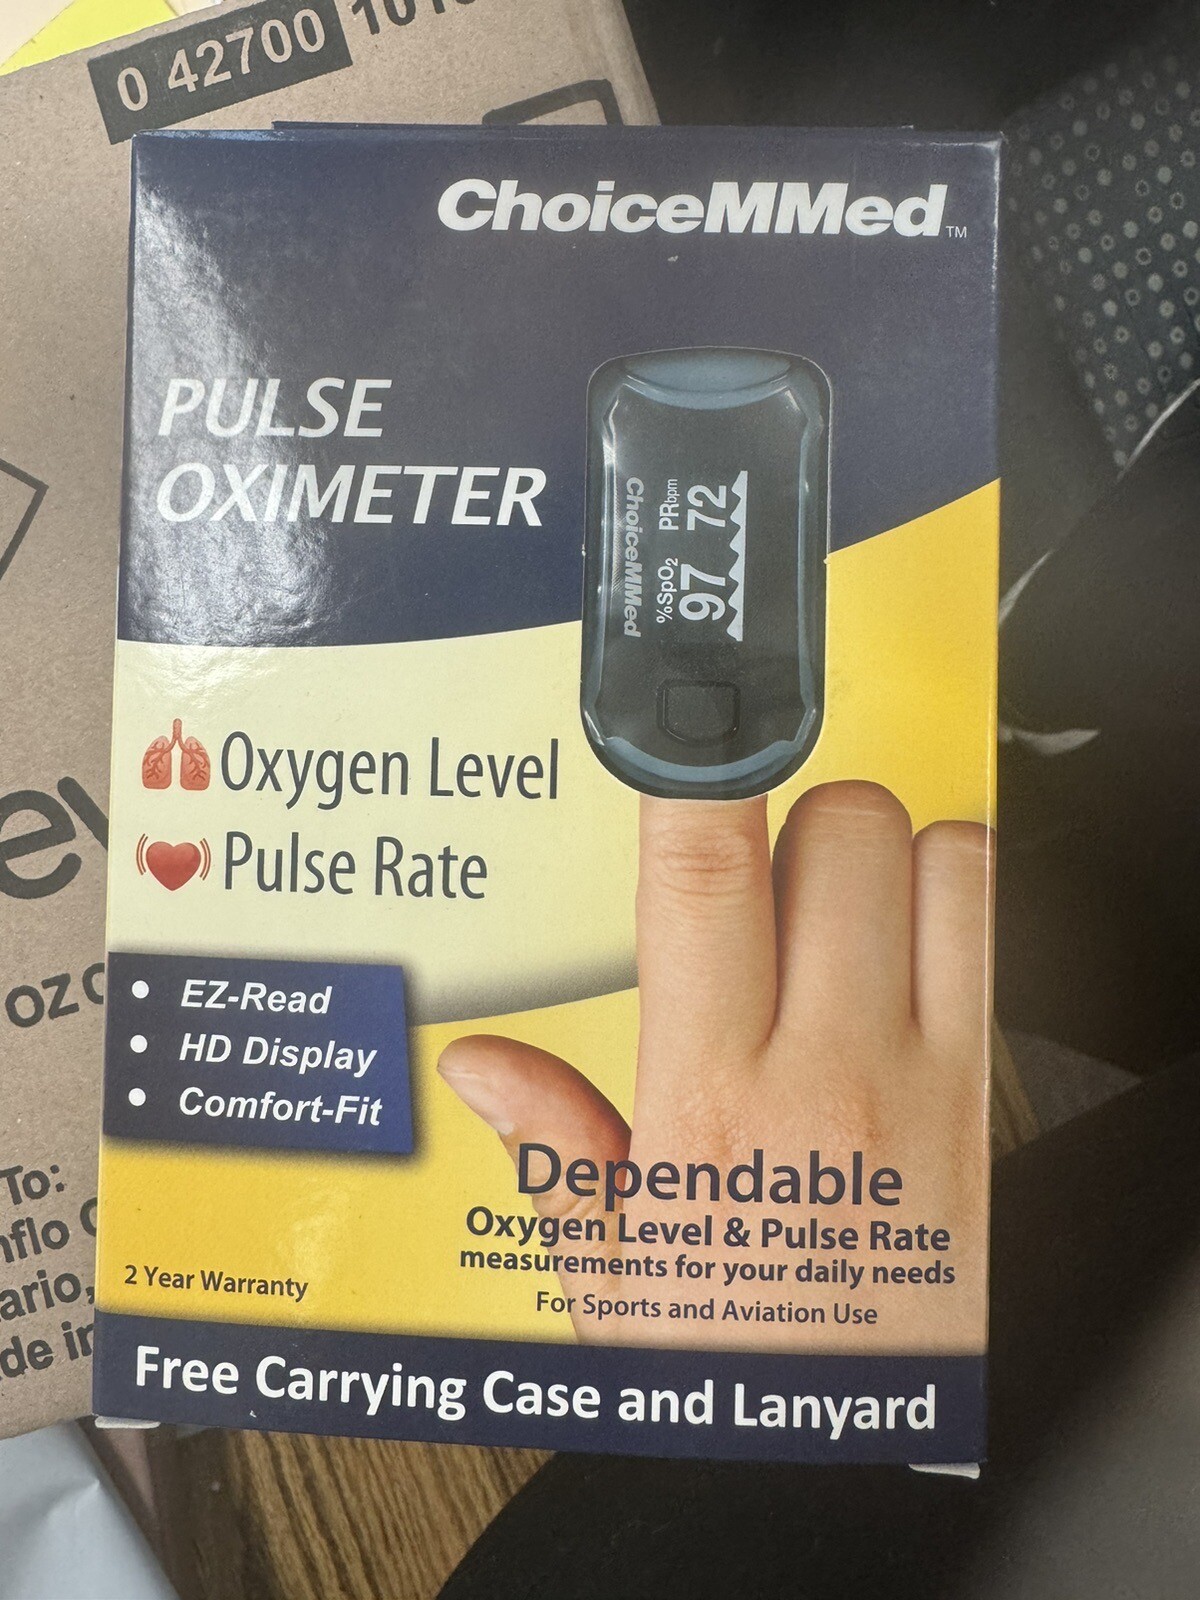 0 42700
ChoiceMMed™
PULSE
OXIMETER
ChoiceMMed
%SpO₂ PRbpm
97 72
Oxygen Level
Pulse Rate
• EZ-Read
• HD Display
• Comfort-Fit
Dependable
Oxygen Level & Pulse Rate
measurements for your daily needs
For Sports and Aviation Use
2 Year Warranty
Free Carrying Case and Lanyard
oz
To: